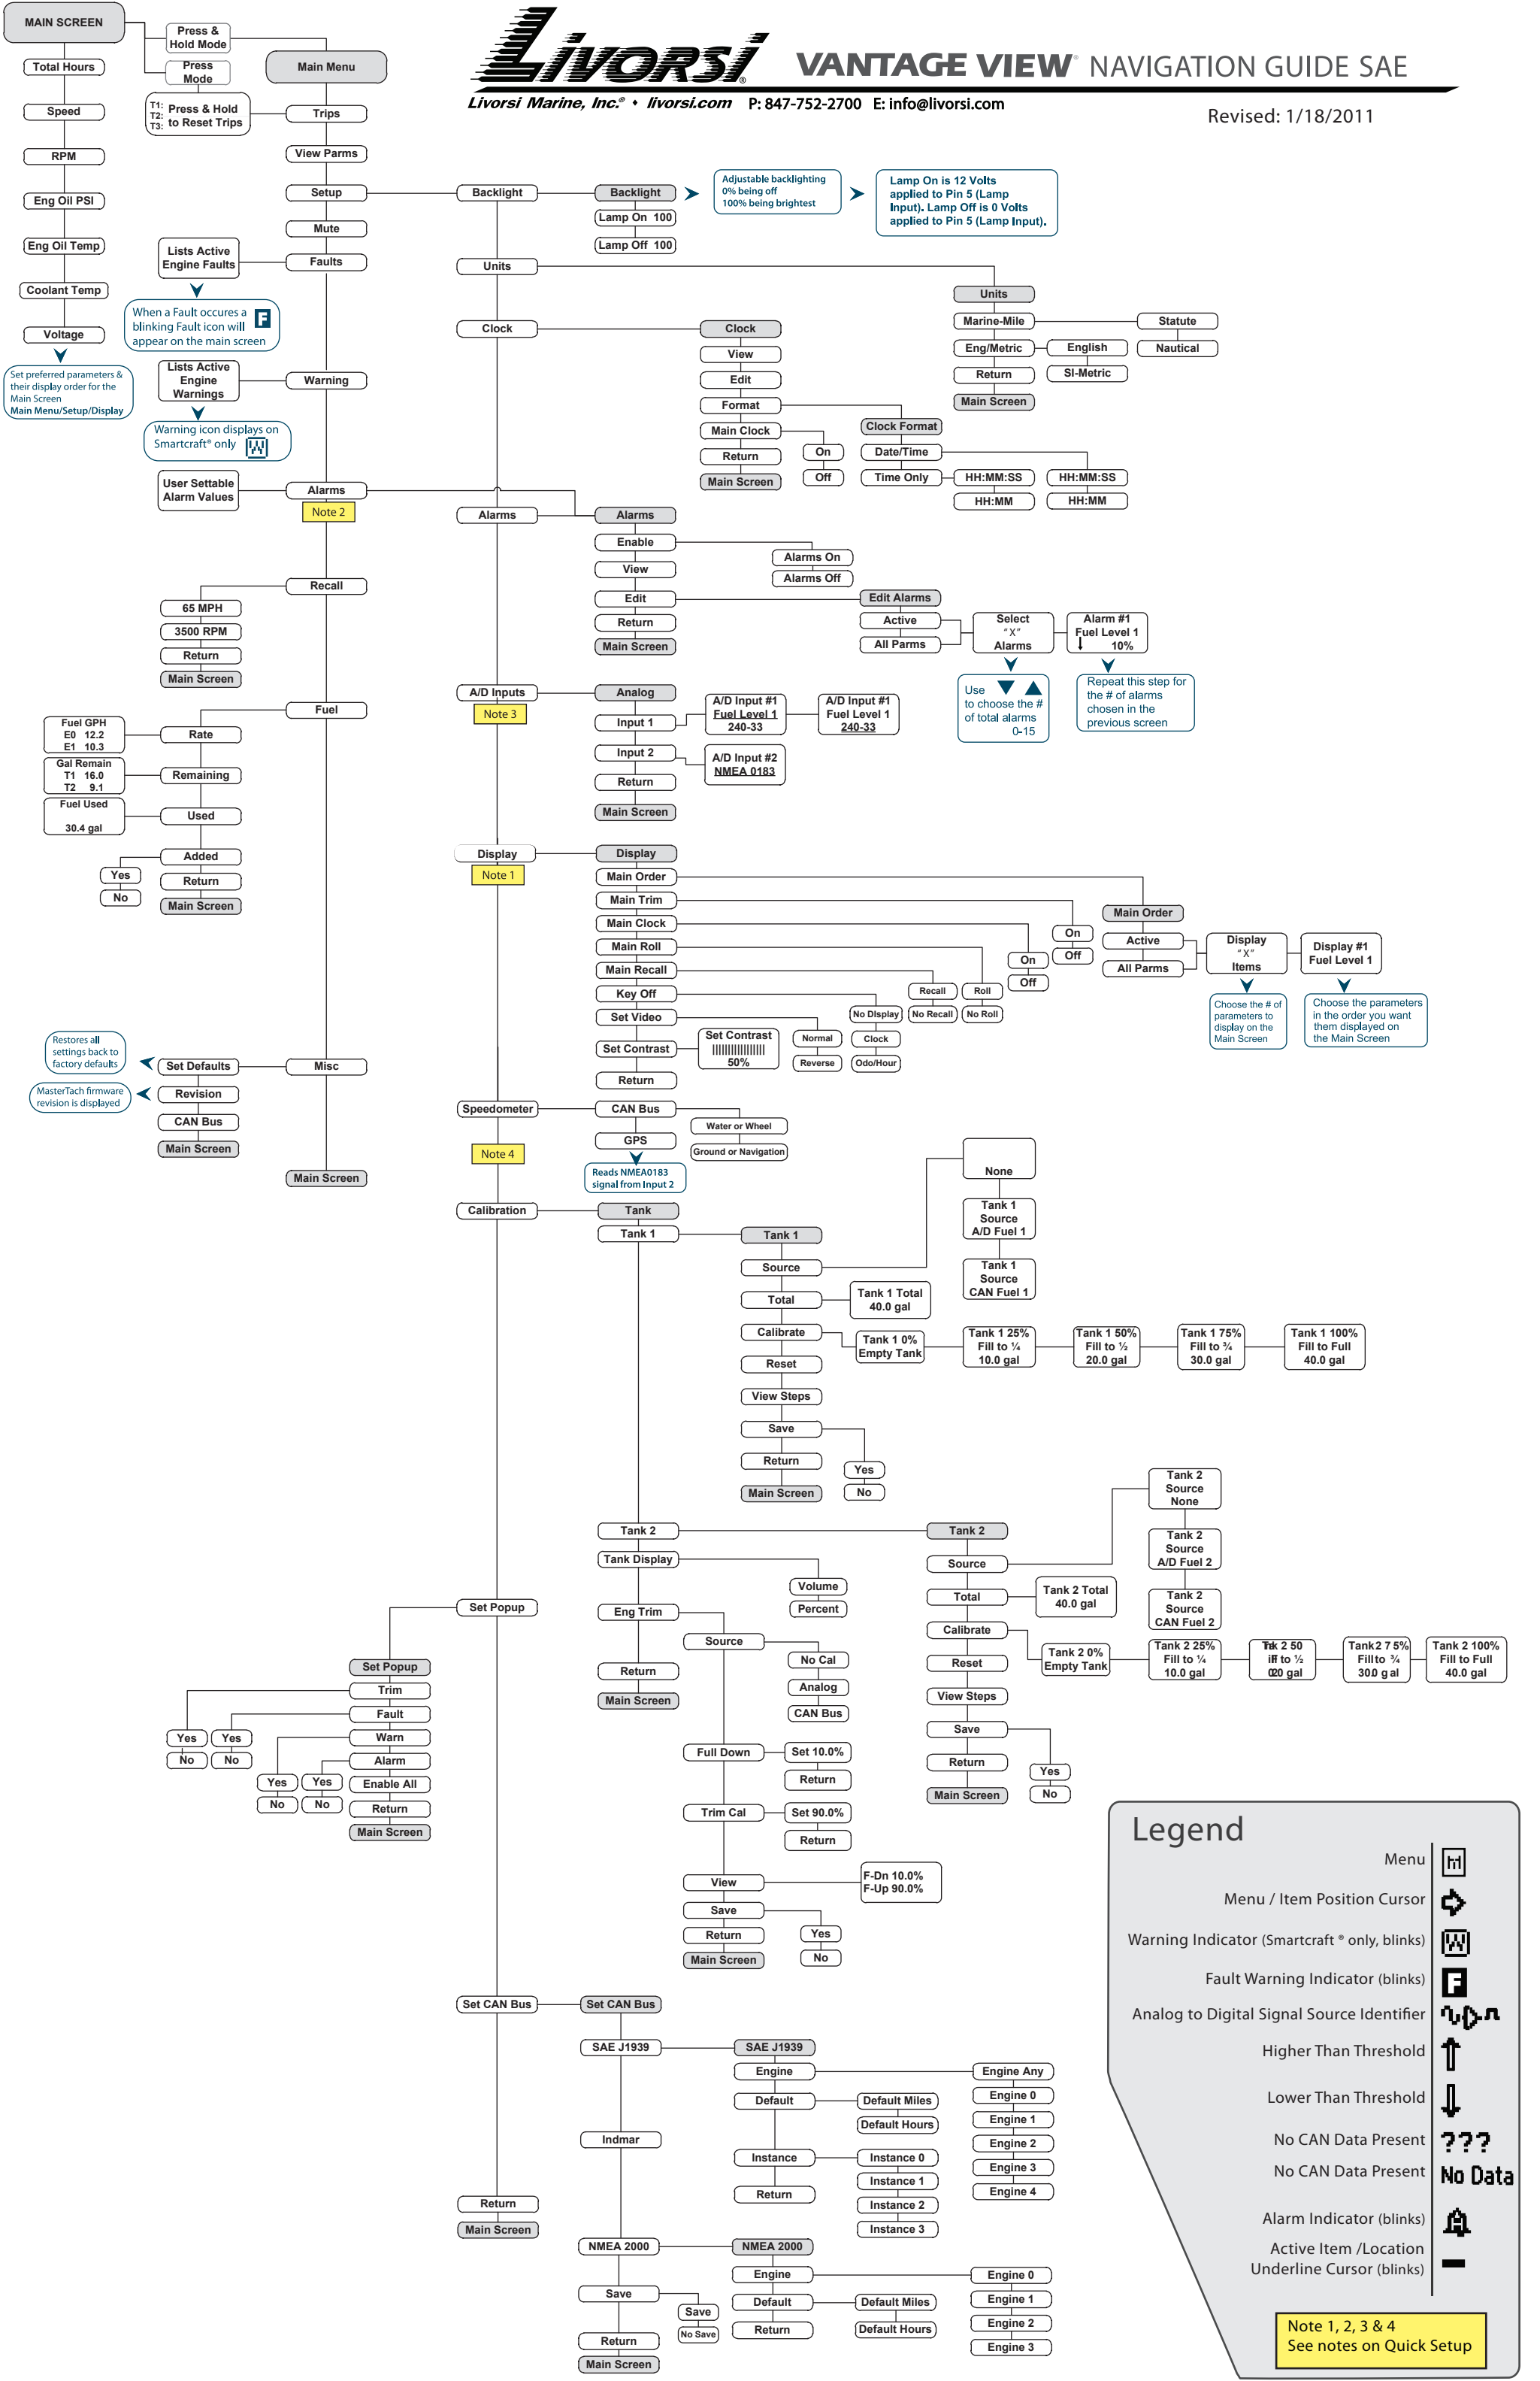 LIVORSI®
VANTAGE VIEW® NAVIGATION GUIDE SAE
Livorsi Marine, Inc.® ♦ livorsi.com P: 847-752-2700 E: info@livorsi.com
Revised: 1/18/2011
MAIN SCREEN
Total Hours
Speed
RPM
Eng Oil PSI
Eng Oil Temp
Coolant Temp
Voltage
Set preferred parameters &
their display order for the
Main Screen
Main Menu/Setup/Display
Press &
Hold Mode
Press
Mode
Main Menu
T1:
T2:
T3:
Press & Hold
to Reset Trips
Trips
View Parms
Setup
Mute
Lists Active
Engine Faults
Faults
When a Fault occures a
blinking Fault icon will
appear on the main screen
F
Lists Active
Engine
Warnings
Warning
Warning icon displays on
Smartcraft® only
W
User Settable
Alarm Values
Alarms
Note 2
Recall
65 MPH
3500 RPM
Return
Main Screen
Fuel
Fuel GPH
E0 12.2
E1 10.3
Rate
Gal Remain
T1 16.0
T2 9.1
Remaining
Fuel Used
30.4 gal
Used
Added
Yes
No
Return
Main Screen
Misc
Restores all
settings back to
factory defaults
Set Defaults
MasterTach firmware
revision is displayed
Revision
CAN Bus
Main Screen
Main Screen
Backlight
Backlight
Lamp On 100
Lamp Off 100
Adjustable backlighting
0% being off
100% being brightest
Lamp On is 12 Volts
applied to Pin 5 (Lamp
Input). Lamp Off is 0 Volts
applied to Pin 5 (Lamp Input).
Units
Units
Marine-Mile
Statute
Nautical
Eng/Metric
English
SI-Metric
Return
Main Screen
Clock
Clock
View
Edit
Format
Main Clock
Return
Main Screen
On
Off
Clock Format
Date/Time
Time Only
HH:MM:SS
HH:MM
HH:MM:SS
HH:MM
Alarms
Alarms
Enable
View
Edit
Return
Main Screen
Alarms On
Alarms Off
Edit Alarms
Active
All Parms
Select
"X"
Alarms
Alarm #1
Fuel Level 1
10%
Use
to choose the #
of total alarms
0-15
Repeat this step for
the # of alarms
chosen in the
previous screen
A/D Inputs
Note 3
Analog
Input 1
Input 2
Return
Main Screen
A/D Input #1
Fuel Level 1
240-33
A/D Input #1
Fuel Level 1
240-33
A/D Input #2
NMEA 0183
Display
Note 1
Display
Main Order
Main Trim
Main Clock
Main Roll
Main Recall
Key Off
Set Video
Set Contrast
Return
Set Contrast
50%
Normal
Reverse
No DIsplay
Clock
Odo/Hour
Recall
No Recall
Roll
No Roll
On
Off
On
Off
Main Order
Active
All Parms
Display
"X"
Items
Display #1
Fuel Level 1
Choose the # of
parameters to
display on the
Main Screen
Choose the parameters
in the order you want
them displayed on
the Main Screen
Speedometer
Note 4
CAN Bus
GPS
Water or Wheel
Ground or Navigation
Reads NMEA0183
signal from Input 2
Calibration
Tank
Tank 1
Tank 1
Source
None
Tank 1
Source
A/D Fuel 1
Tank 1
Source
CAN Fuel 1
Total
Tank 1 Total
40.0 gal
Calibrate
Tank 1 0%
Empty Tank
Tank 1 25%
Fill to ¼
10.0 gal
Tank 1 50%
Fill to ½
20.0 gal
Tank 1 75%
Fill to ¾
30.0 gal
Tank 1 100%
Fill to Full
40.0 gal
Reset
View Steps
Save
Yes
No
Return
Main Screen
Tank 2
Tank 2
Source
Tank 2
Source
None
Tank 2
Source
A/D Fuel 2
Tank 2
Source
CAN Fuel 2
Total
Tank 2 Total
40.0 gal
Calibrate
Tank 2 0%
Empty Tank
Tank 2 25%
Fill to ¼
10.0 gal
2 50
to ½
gal
Tank2 7 5%
Fill to ¾
30.0 g al
Tank 2 100%
Fill to Full
40.0 gal
Reset
View Steps
Save
Yes
No
Return
Main Screen
Tank Display
Volume
Percent
Eng Trim
Return
Main Screen
Source
No Cal
Analog
CAN Bus
Full Down
Set 10.0%
Return
Trim Cal
Set 90.0%
Return
View
F-Dn 10.0%
F-Up 90.0%
Save
Yes
No
Return
Main Screen
Set Popup
Set Popup
Trim
Fault
Warn
Alarm
Enable All
Return
Main Screen
Yes
No
Yes
No
Yes
No
Yes
No
Set CAN Bus
Set CAN Bus
SAE J1939
SAE J1939
Engine
Engine Any
Engine 0
Engine 1
Engine 2
Engine 3
Engine 4
Default
Default Miles
Default Hours
Instance
Instance 0
Instance 1
Instance 2
Instance 3
Return
Indmar
NMEA 2000
NMEA 2000
Engine
Engine 0
Engine 1
Engine 2
Engine 3
Default
Default Miles
Default Hours
Return
Save
Save
No Save
Return
Main Screen
Return
Main Screen
Legend
Menu
Menu / Item Position Cursor
Warning Indicator (Smartcraft ® only, blinks) W
Fault Warning Indicator (blinks) F
Analog to Digital Signal Source Identifier
Higher Than Threshold
Lower Than Threshold
No CAN Data Present ???
No CAN Data Present No Data
Alarm Indicator (blinks)
Active Item /Location
Underline Cursor (blinks)
Note 1, 2, 3 & 4
See notes on Quick Setup